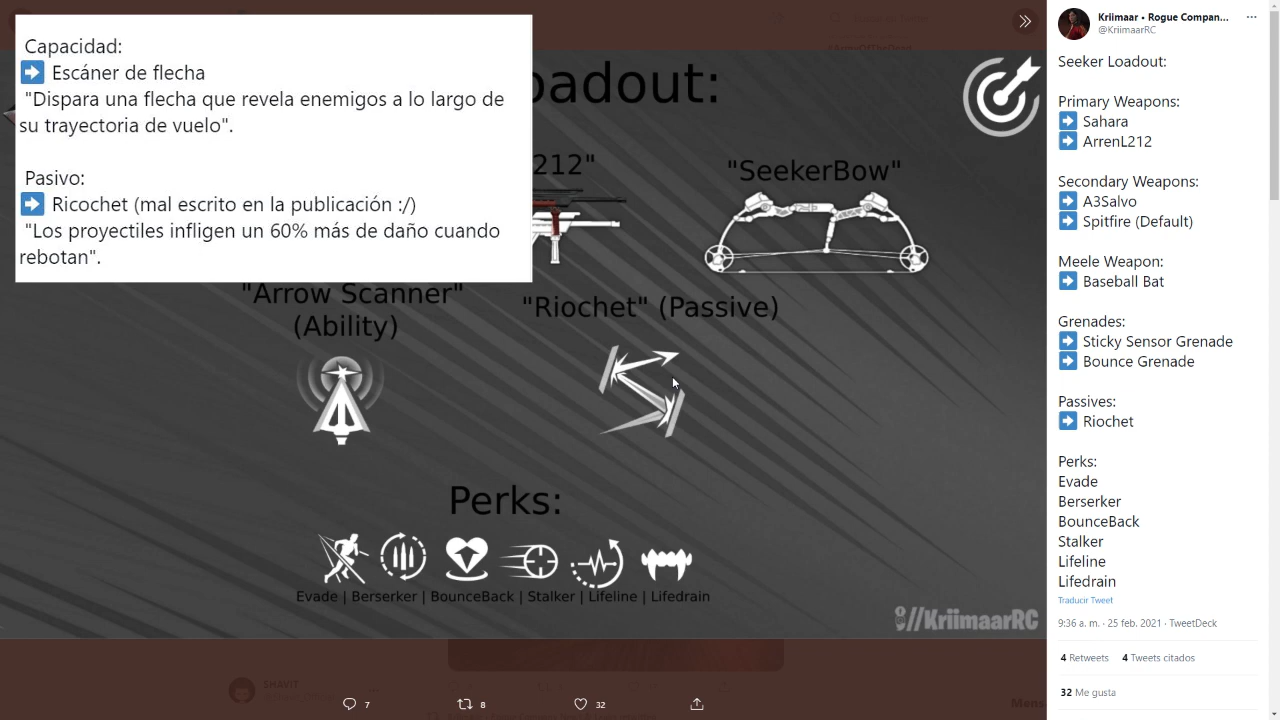 Capacidad:
➡ Escáner de flecha
"Dispara una flecha que revela enemigos a lo largo de
su trayectoria de vuelo".
Pasivo:
➡ Ricochet (mal escrito en la publicación :/)
"Los proyectiles infligen un 60% más de daño cuando
rebotan".
oadout:
212"
"SeekerBow"
"Arrow Scanner"
(Ability)
"Riochet" (Passive)
Perks:
Evade | Berserker | BounceBack | Stalker | Lifeline | Lifedrain
//KriimaarRC
SHAVIT
7
8
32
Kriimaar • Rogue Compan...
@KriimaarRC
Seeker Loadout:
Primary Weapons:
➡ Sahara
➡ ArrenL212
Secondary Weapons:
➡ A3Salvo
➡ Spitfire (Default)
Meele Weapon:
➡ Baseball Bat
Grenades:
➡ Sticky Sensor Grenade
➡ Bounce Grenade
Passives:
➡ Riochet
Perks:
Evade
Berserker
BounceBack
Stalker
Lifeline
Lifedrain
Traducir Tweet
9:36 a. m. · 25 feb. 2021 · TweetDeck
4 Retweets 4 Tweets citados
32 Me gusta